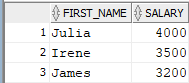 FIRST_NAME SALARY
1 Julia 4000
2 Irene 3500
3 James 3200